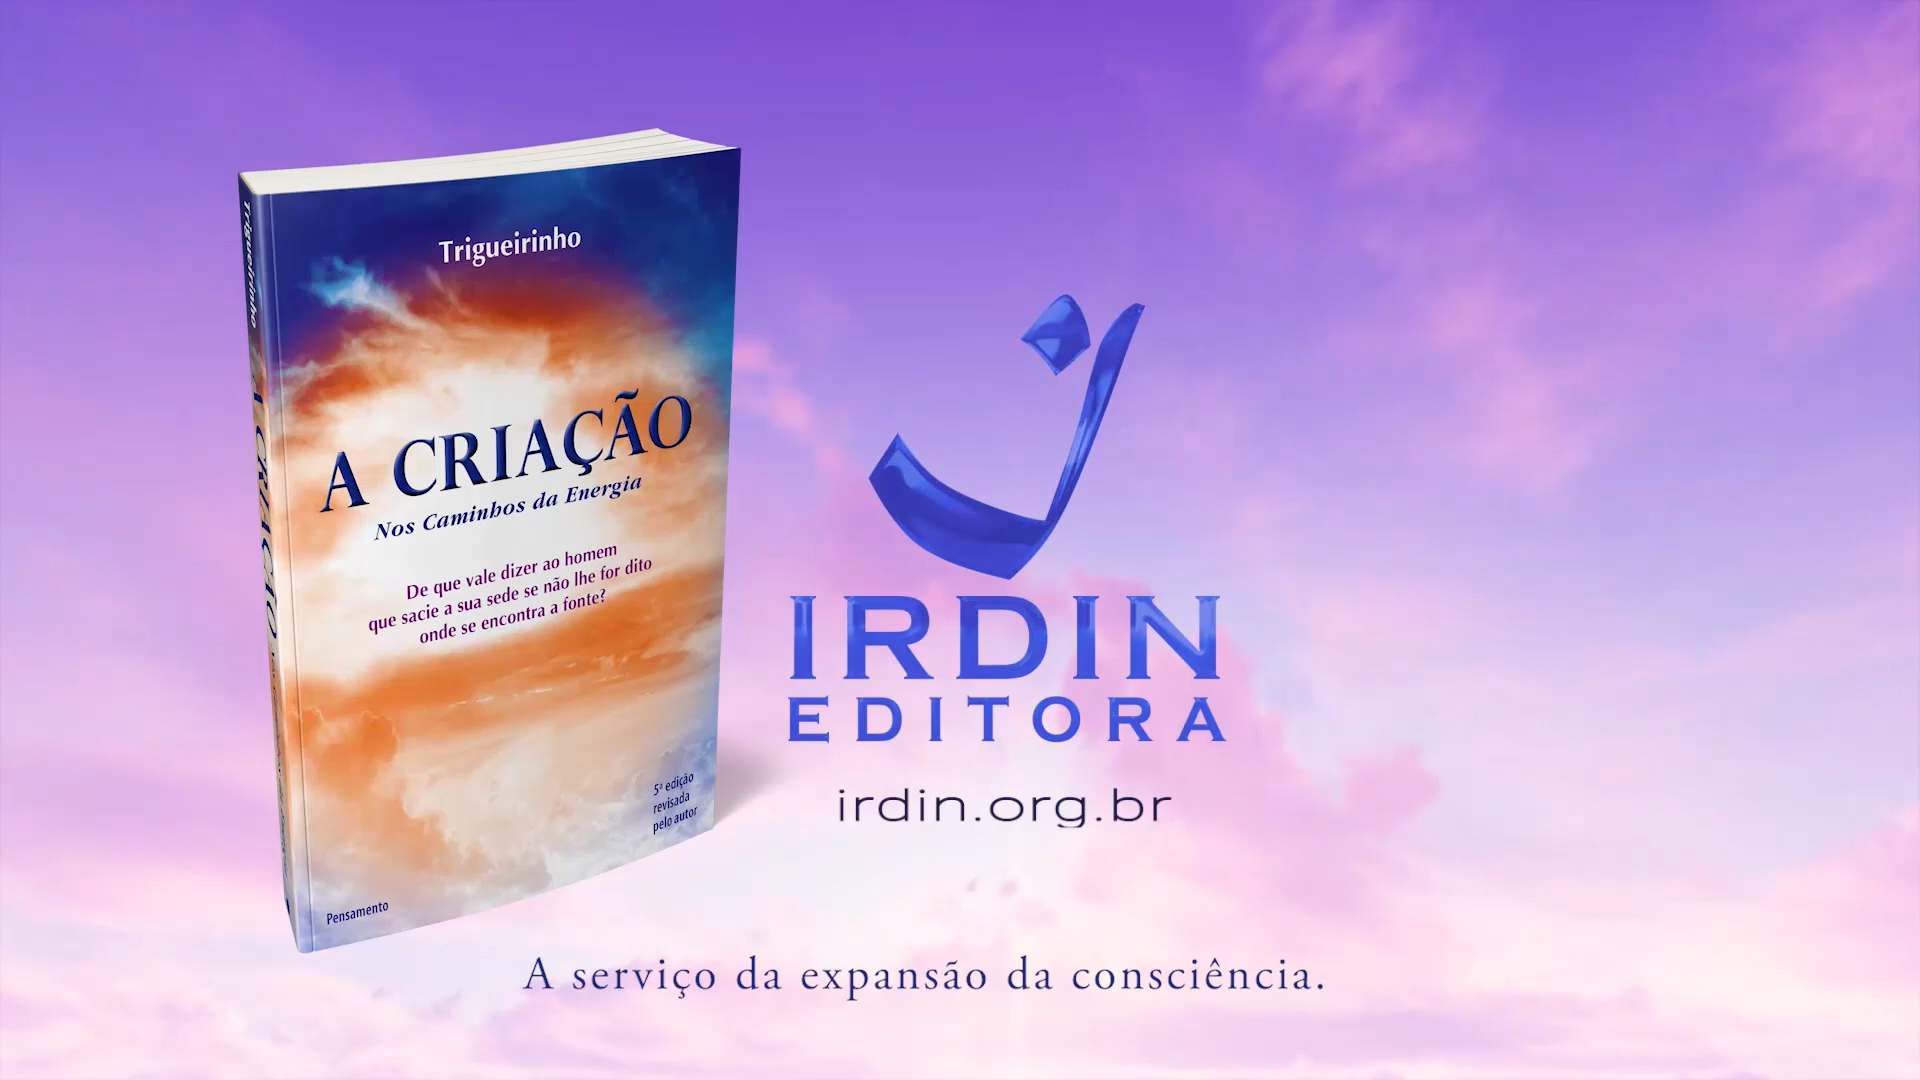 Trigueirinho
Trigueirinho
A CRIAÇÃO
Nos Caminhos da Energia
De que vale dizer ao homem
que sacie a sua sede se não lhe for dito
onde se encontra a fonte?
5ª edição
revisada
pelo autor
Pensamento
IRDIN
EDITORA
irdin.org.br
A serviço da expansão da consciência.